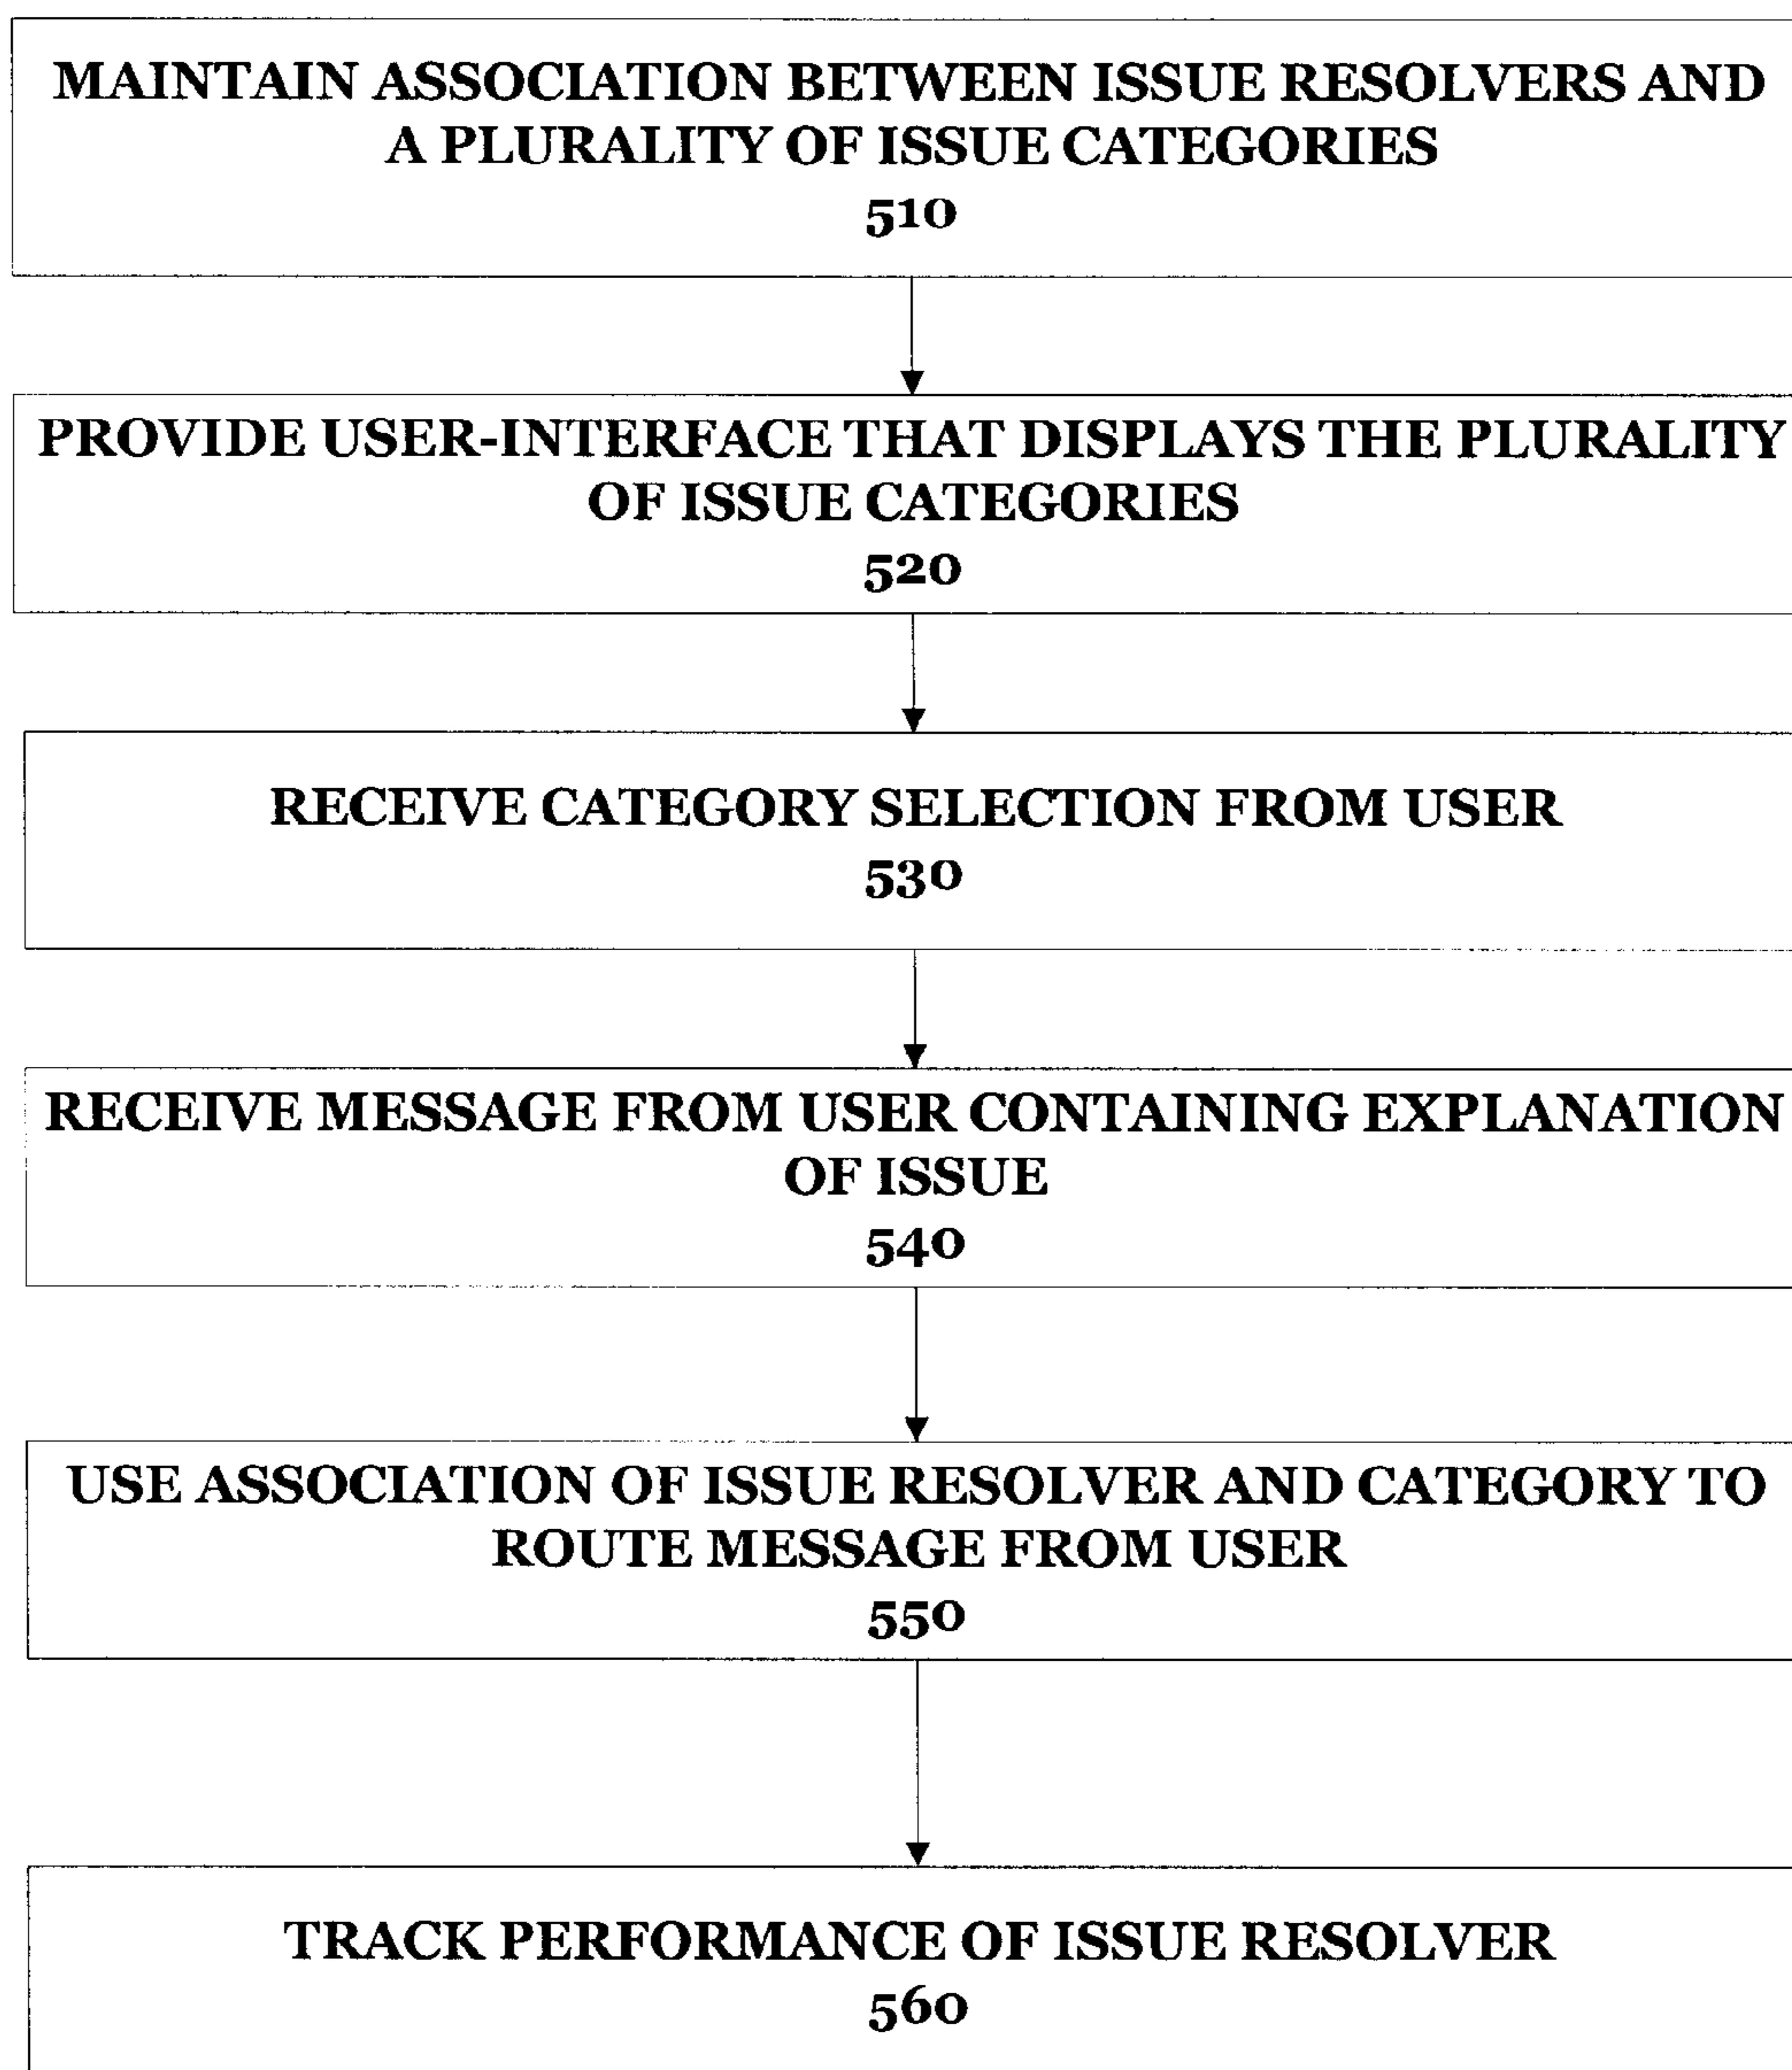 MAINTAIN ASSOCIATION BETWEEN ISSUE RESOLVERS AND
A PLURALITY OF ISSUE CATEGORIES
510
PROVIDE USER-INTERFACE THAT DISPLAYS THE PLURALITY
OF ISSUE CATEGORIES
520
RECEIVE CATEGORY SELECTION FROM USER
530
RECEIVE MESSAGE FROM USER CONTAINING EXPLANATION
OF ISSUE
540
USE ASSOCIATION OF ISSUE RESOLVER AND CATEGORY TO
ROUTE MESSAGE FROM USER
550
TRACK PERFORMANCE OF ISSUE RESOLVER
560